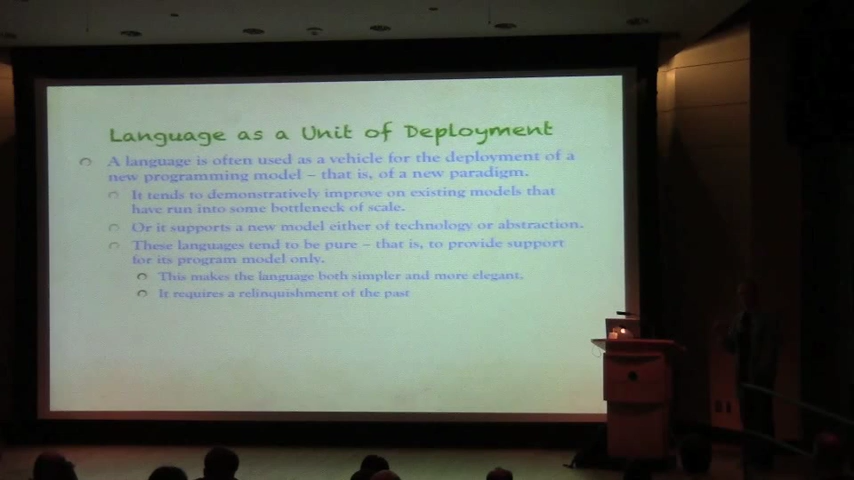 Language as a Unit of Deployment
A language is often used as a vehicle for the deployment of a
new programming model – that is, of a new paradigm.
It tends to demonstratively improve on existing models that
have run into some bottleneck of scale.
Or it supports a new model either of technology or abstraction.
These languages tend to be pure – that is, to provide support
for its program model only.
This makes the language both simpler and more elegant.
It requires a relinquishment of the past